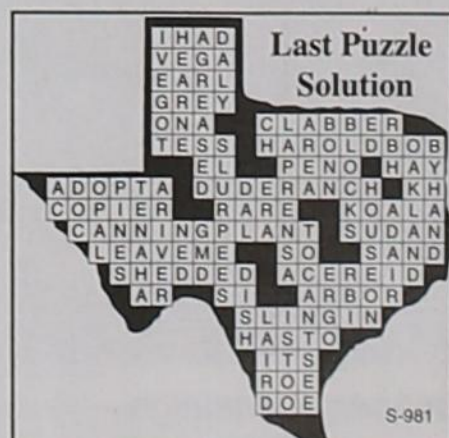 Last Puzzle
Solution
IHAD
VEGA
EARL
GREY
ONA CLABBER
TESS HAROLDBOB
EL PENO HAY
ADOPTA DUDERANCH KH
COPIER RARE KOALA
CANNINGPLANT SUDAN
LEAVEME SO SAND
SHEDDED ACEREID
AR SI ARBOR
SLINGIN
HASTO
ITS
ROE
DOE
S-981